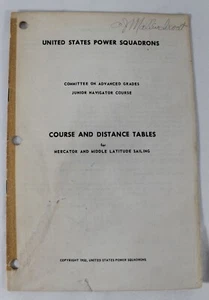 UNITED STATES POWER SQUADRONS
COMMITTEE ON ADVANCED GRADES
JUNIOR NAVIGATOR COURSE
COURSE AND DISTANCE TABLES
for
MERCATOR AND MIDDLE LATITUDE SAILING
COPYRIGHT 1952, UNITED STATES POWER SQUADRONS